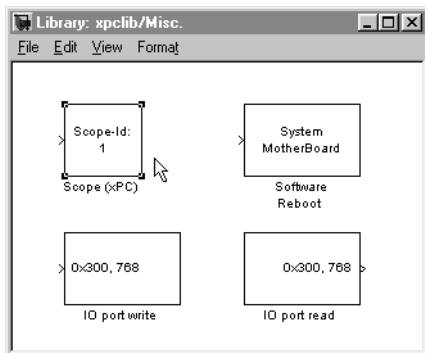 Library: xpclib/Misc.
File Edit View Format
Scope-Id:
1
Scope (xPC)
System
MotherBoard
Software
Reboot
0x300, 768
IO port write
0x300, 768
IO port read